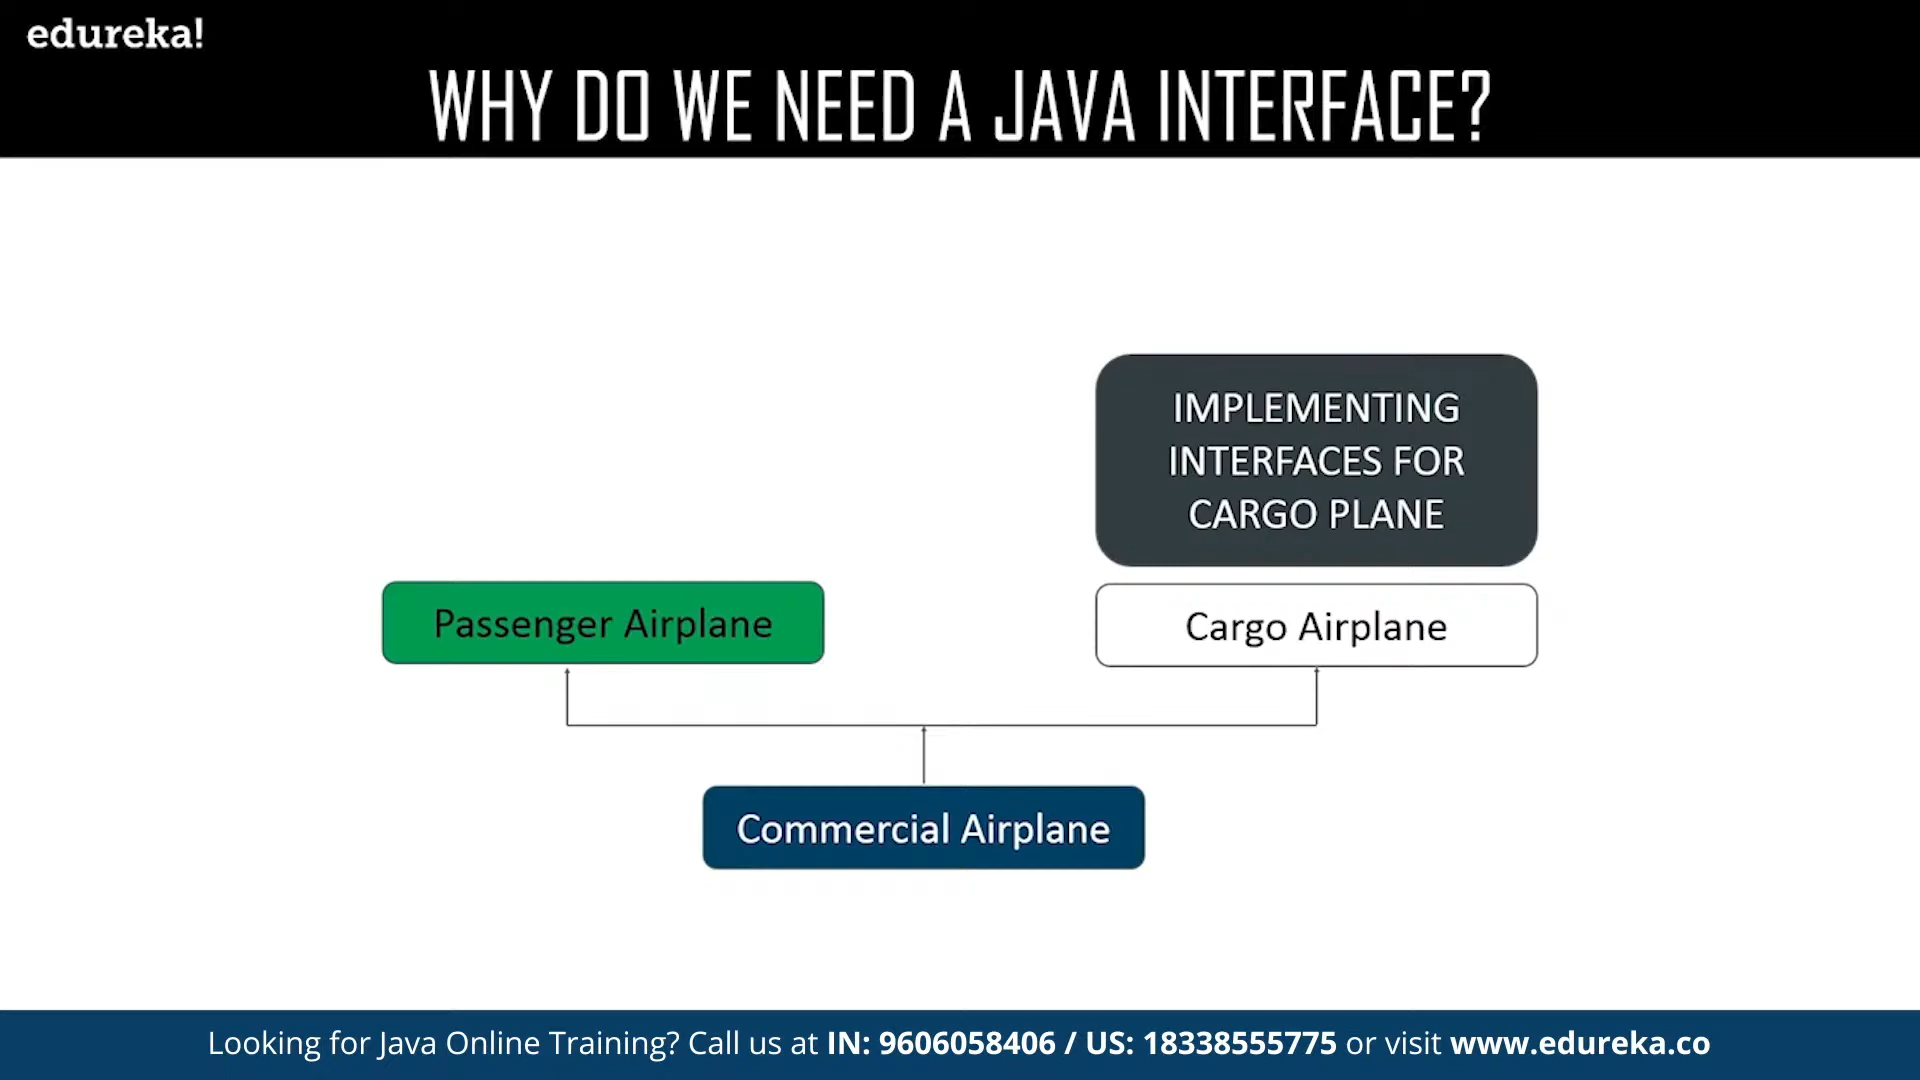 edureka!
WHY DO WE NEED A JAVA INTERFACE?
IMPLEMENTING
INTERFACES FOR
CARGO PLANE
Passenger Airplane
Cargo Airplane
Commercial Airplane
Looking for Java Online Training? Call us at IN: 9606058406 / US: 18338555775 or visit www.edureka.co